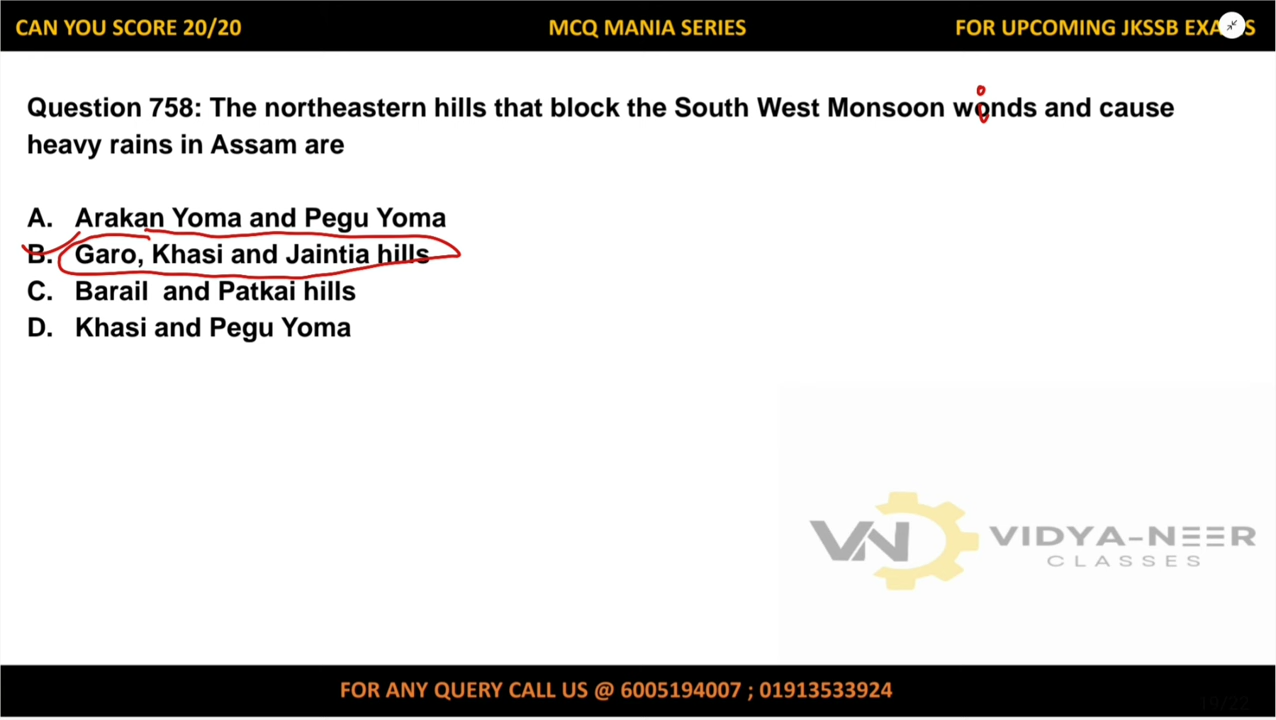 CAN YOU SCORE 20/20 MCQ MANIA SERIES FOR UPCOMING JKSSB
Question 758: The northeastern hills that block the South West Monsoon winds and cause
heavy rains in Assam are
A. Arakan Yoma and Pegu Yoma
B. Garo, Khasi and Jaintia hills
C. Barail and Patkai hills
D. Khasi and Pegu Yoma
VIDYA-NEER
CLASSES
FOR ANY QUERY CALL US @ 6005194007 ; 01913533924
19/22